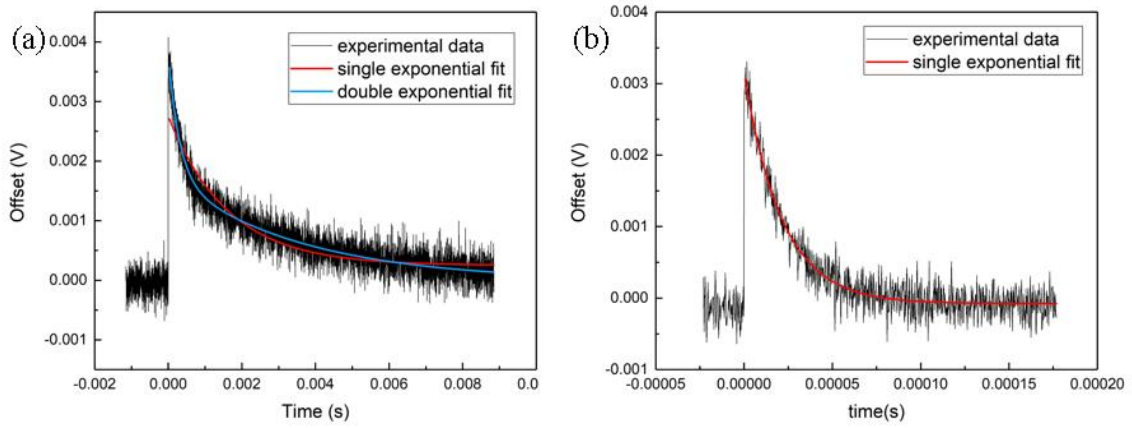 (a)
experimental data
single exponential fit
double exponential fit
Offset (V)
0.004
0.003
0.002
0.001
0.000
-0.001
-0.002 0.000 0.002 0.004 0.006 0.008 0.0
Time (s)
(b)
experimental data
single exponential fit
Offset (V)
0.004
0.003
0.002
0.001
0.000
-0.001
-0.00005 0.00000 0.00005 0.00010 0.00015 0.00020
time(s)